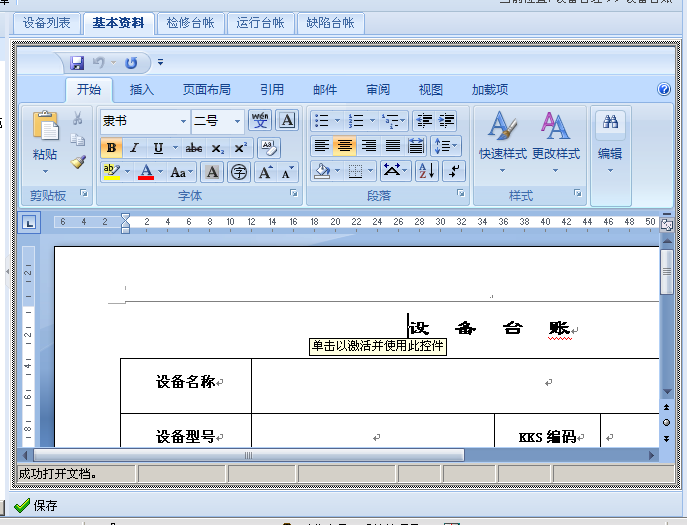 设备列表 基本资料 检修台帐 运行台帐 缺陷台帐
开始 插入 页面布局 引用 邮件 审阅 视图 加载项
粘贴 隶书 二号 wén A 快速样式 更改样式 编辑
B I U abc x₂ x²
ab A Aa A 字 A A
剪贴板 字体 段落 样式
L 6 4 2 2 4 6 8 10 12 14 16 18 20 22 24 26 28 30 32 34 36 38 40 42 44 46 48 50
设 备 台 账
单击以激活并使用此控件
设备名称
设备型号 KKS 编码
成功打开文档。
保存